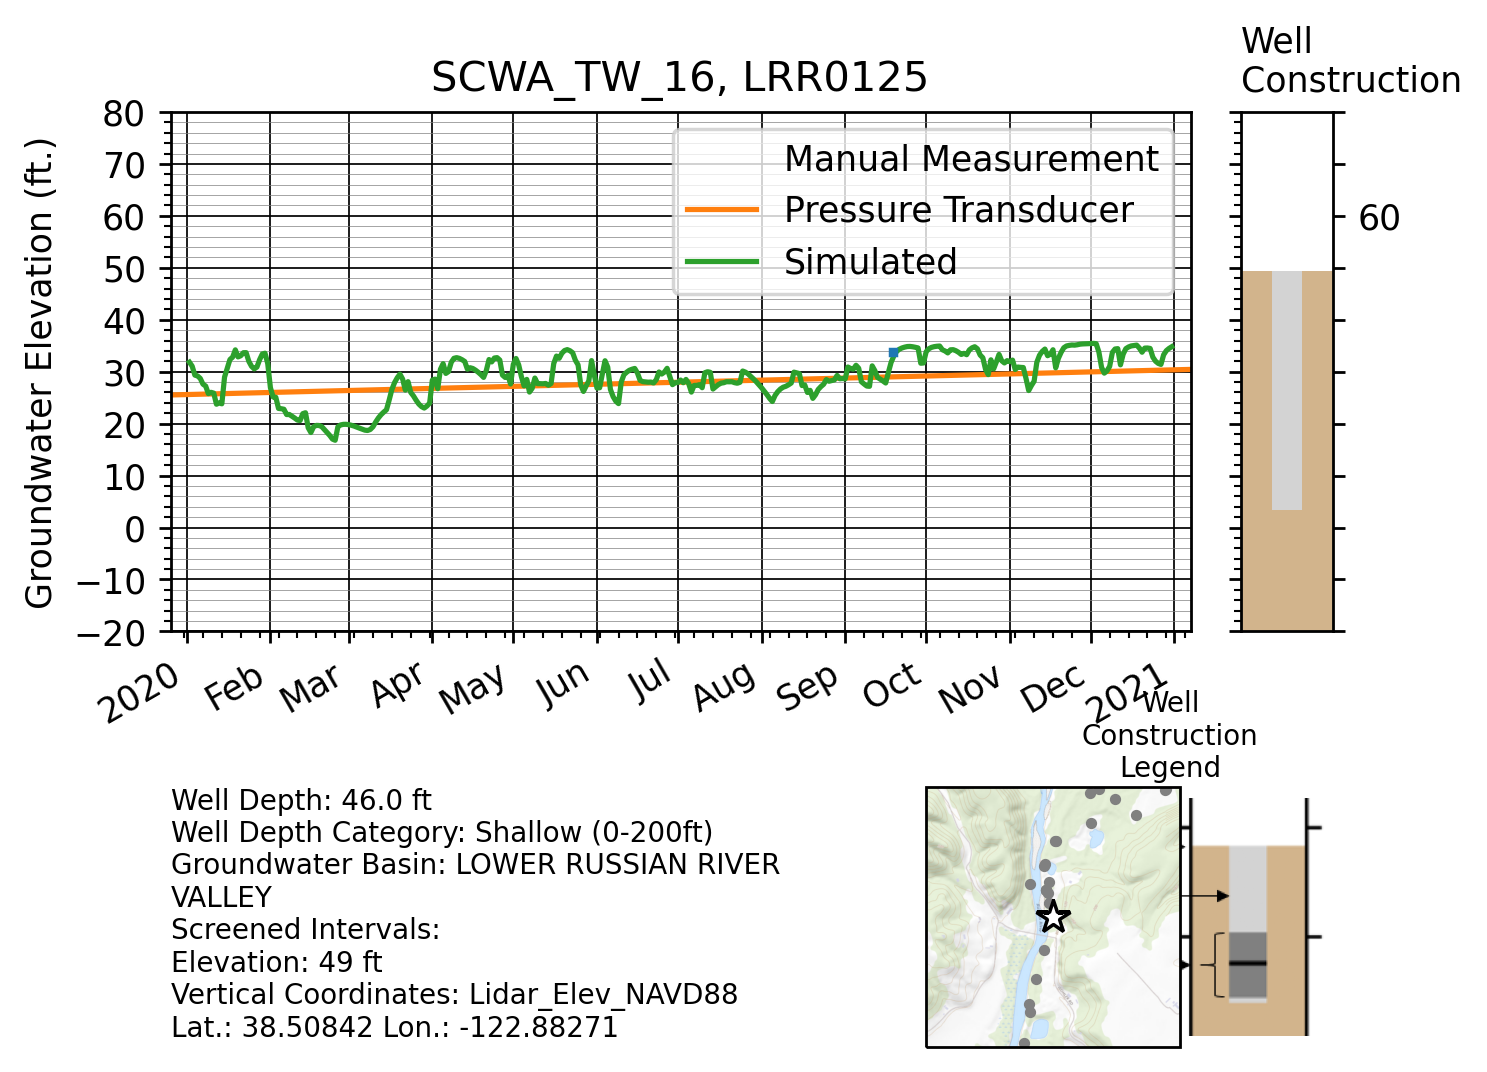 Well
Construction
SCWA_TW_16, LRR0125
Groundwater Elevation (ft.)
80
70
60
50
40
30
20
10
0
−10
−20
Manual Measurement
Pressure Transducer
Simulated
60
2020
Feb
Mar
Apr
May
Jun
Jul
Aug
Sep
Oct
Nov
Dec
2021
Well
Construction
Legend
Well Depth: 46.0 ft
Well Depth Category: Shallow (0-200ft)
Groundwater Basin: LOWER RUSSIAN RIVER
VALLEY
Screened Intervals:
Elevation: 49 ft
Vertical Coordinates: Lidar_Elev_NAVD88
Lat.: 38.50842 Lon.: -122.88271